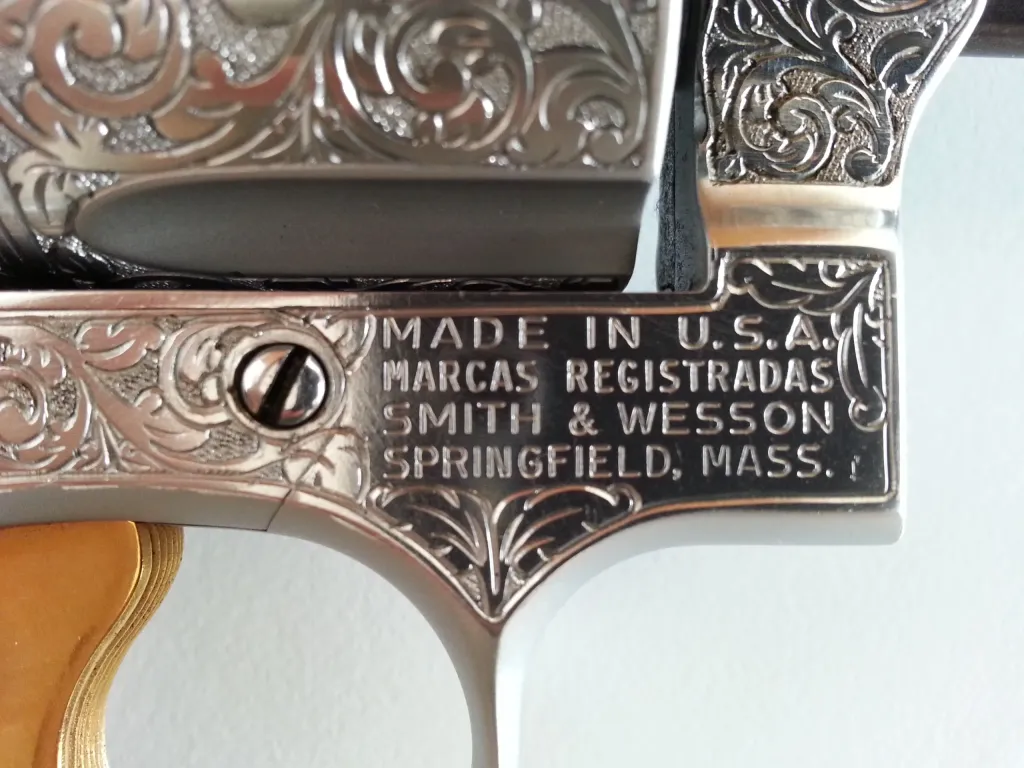 MADE IN U.S.A.
MARCAS REGISTRADAS
SMITH & WESSON
SPRINGFIELD, MASS.